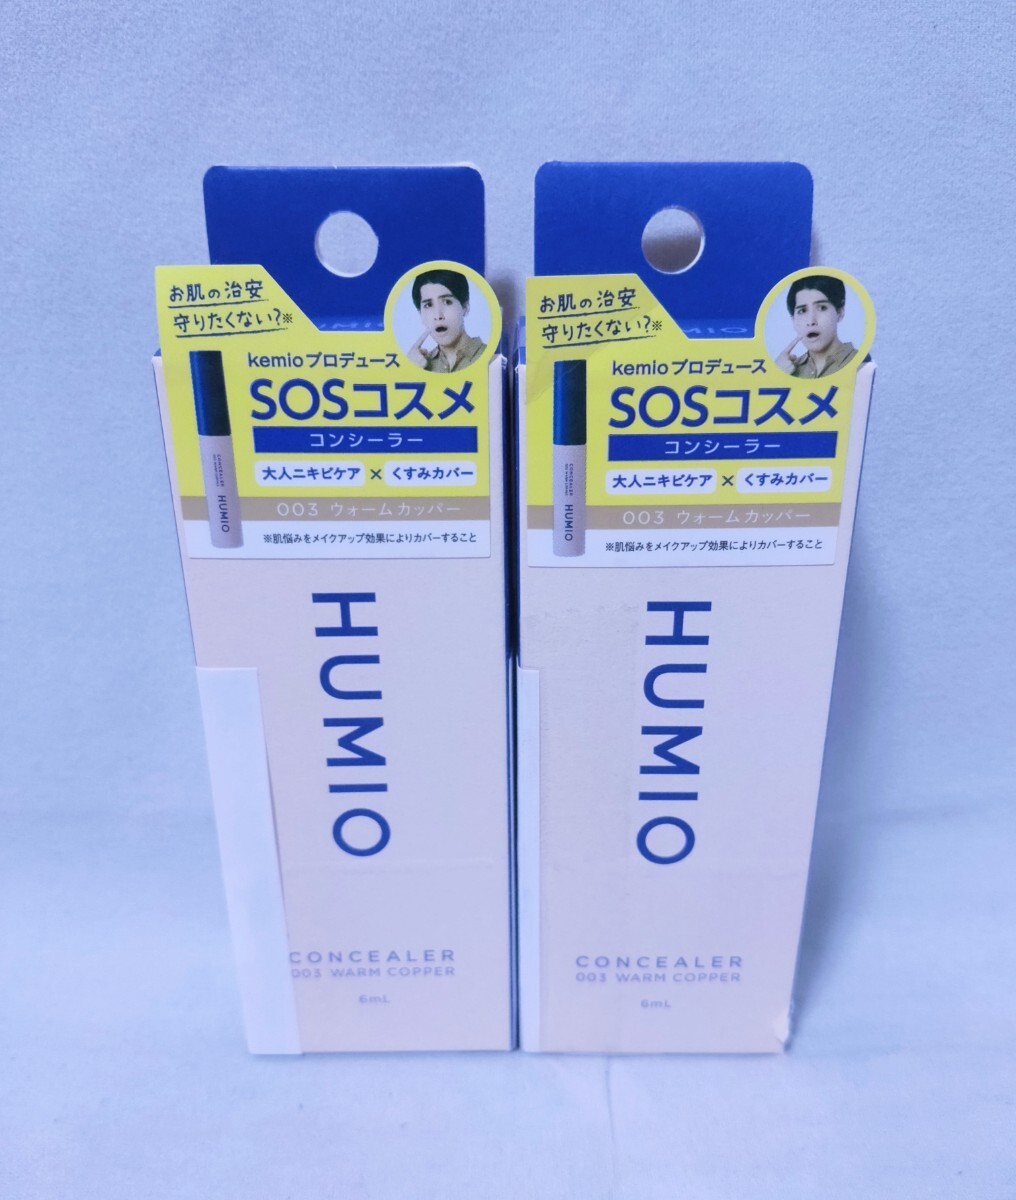 お肌の治安
守りたくない?※
kemioプロデュース
SOSコスメ
コンシーラー
大人ニキビケア × くすみカバー
003 ウォームカッパー
※肌悩みをメイクアップ効果によりカバーすること
CONCEALER
HUMIO
HUMIO
CONCEALER
003 WARM COPPER
6mL
UMIO
お肌の治安
守りたくない?※
kemioプロデュース
SOSコスメ
コンシーラー
大人ニキビケア × くすみカバー
003 ウォームカッパー
※肌悩みをメイクアップ効果によりカバーすること
CONCEALER
HUMIO
HUMIO
CONCEALER
003 WARM COPPER
6mL